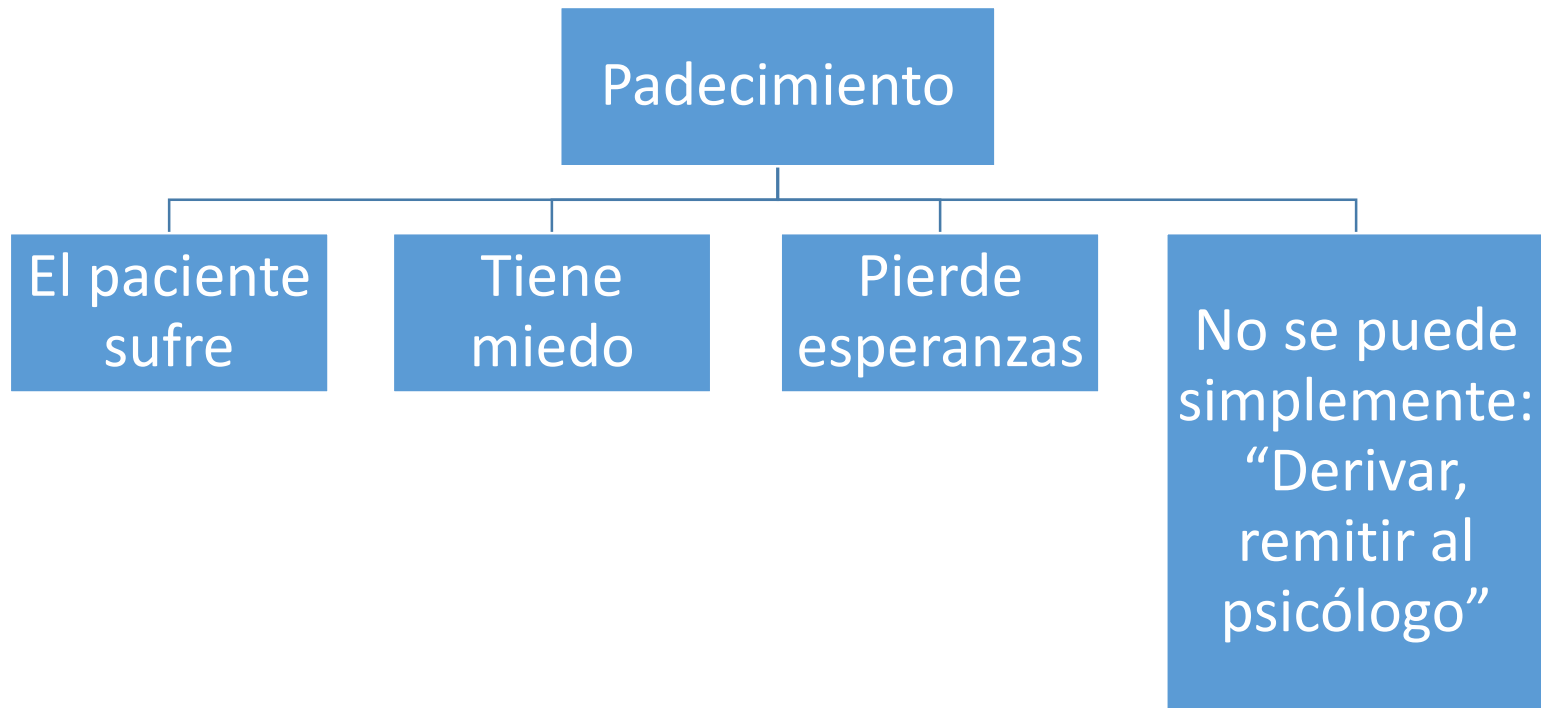 Padecimiento
El paciente
sufre
Tiene
miedo
Pierde
esperanzas
No se puede
simplemente:
“Derivar,
remitir al
psicólogo”